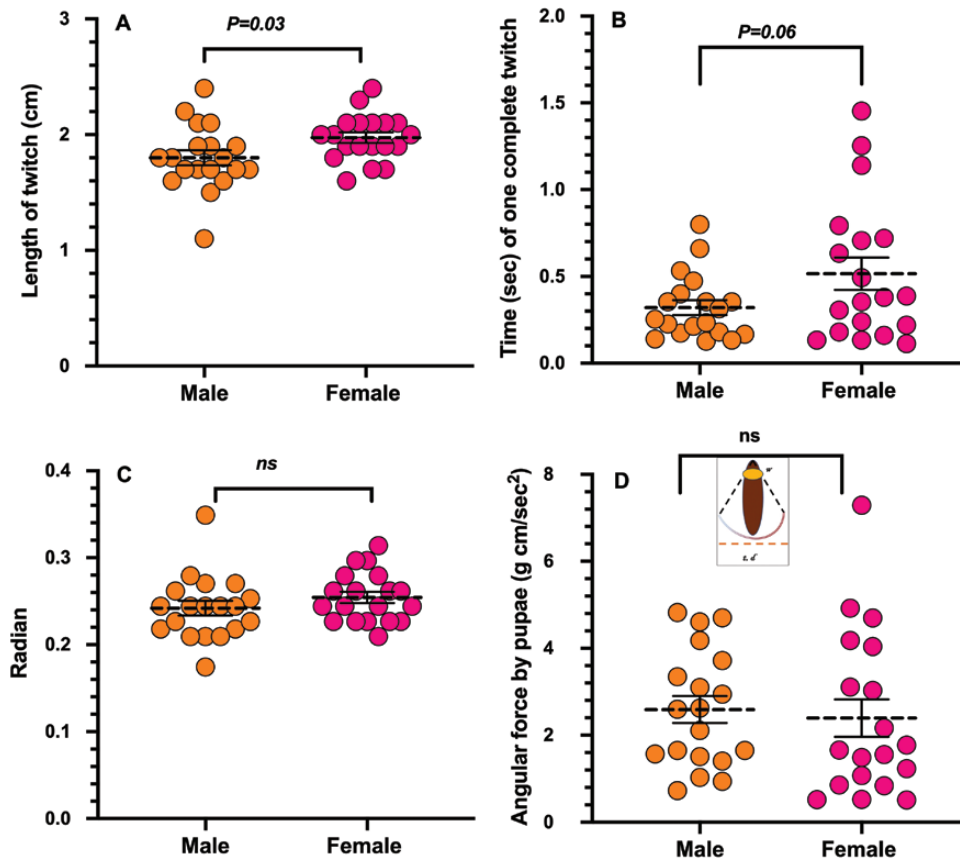 A
P=0.03
Length of twitch (cm)
3
2
1
0
Male Female
B
P=0.06
Time (sec) of one complete twitch
2.0
1.5
1.0
0.5
0.0
Male Female
C
ns
Radian
0.4
0.3
0.2
0.1
0.0
Male Female
D
ns
Angular force by pupae (g cm/sec²)
8
6
4
2
0
Male Female